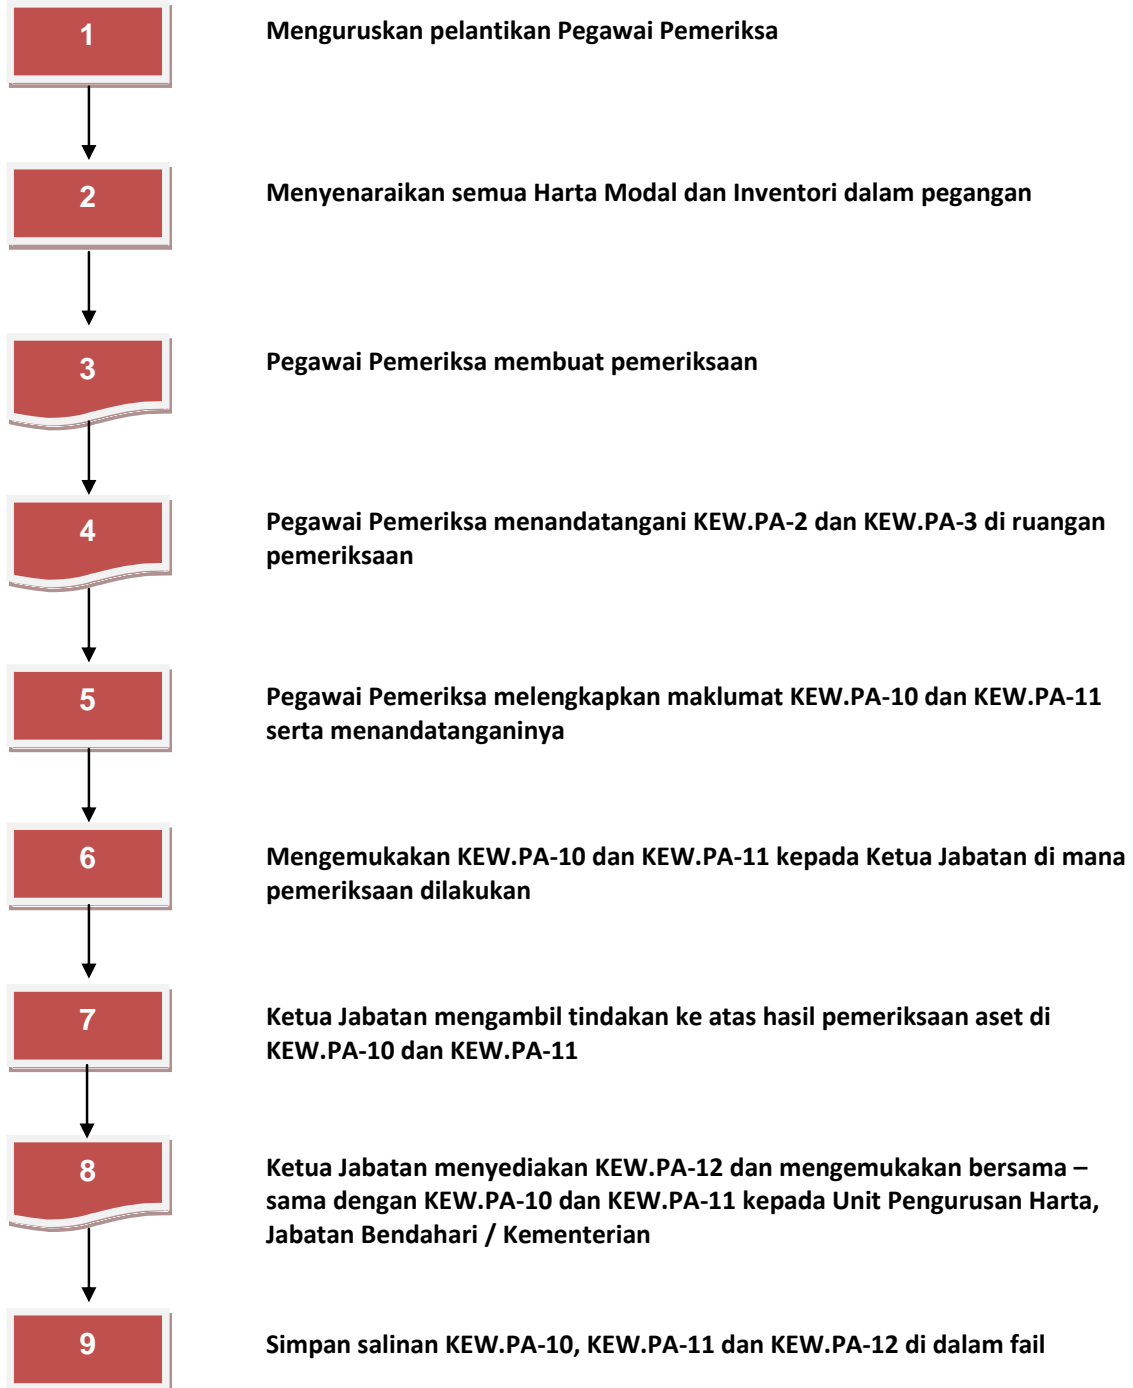 1
Menguruskan pelantikan Pegawai Pemeriksa
2
Menyenaraikan semua Harta Modal dan Inventori dalam pegangan
3
Pegawai Pemeriksa membuat pemeriksaan
4
Pegawai Pemeriksa menandatangani KEW.PA-2 dan KEW.PA-3 di ruangan
pemeriksaan
5
Pegawai Pemeriksa melengkapkan maklumat KEW.PA-10 dan KEW.PA-11
serta menandatanganinya
6
Mengemukakan KEW.PA-10 dan KEW.PA-11 kepada Ketua Jabatan di mana
pemeriksaan dilakukan
7
Ketua Jabatan mengambil tindakan ke atas hasil pemeriksaan aset di
KEW.PA-10 dan KEW.PA-11
8
Ketua Jabatan menyediakan KEW.PA-12 dan mengemukakan bersama –
sama dengan KEW.PA-10 dan KEW.PA-11 kepada Unit Pengurusan Harta,
Jabatan Bendahari / Kementerian
9
Simpan salinan KEW.PA-10, KEW.PA-11 dan KEW.PA-12 di dalam fail